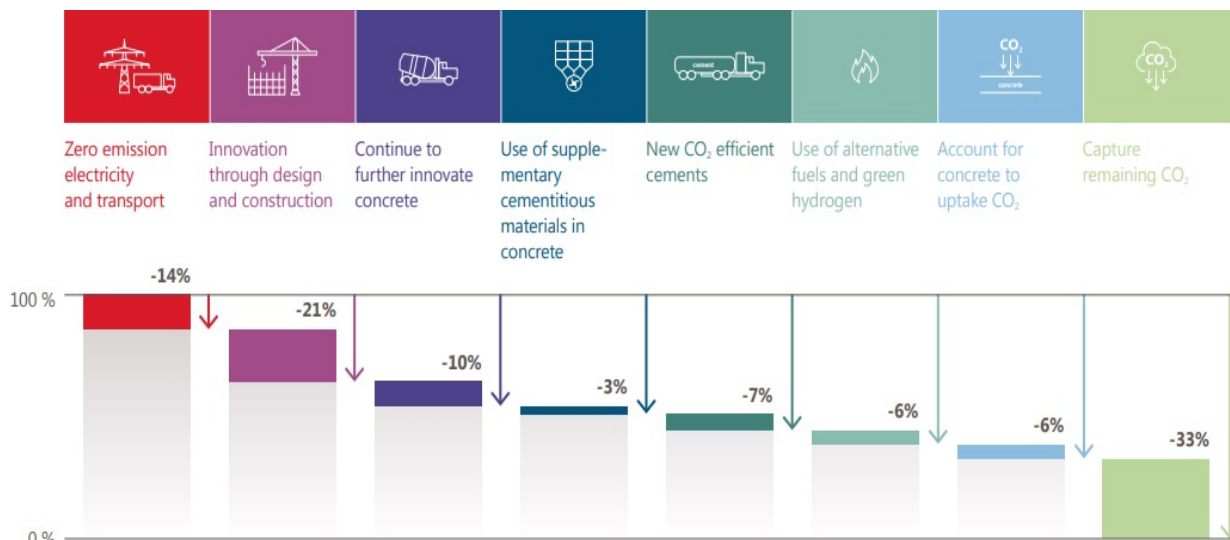 cement
CO₂
concrete
CO₂
Zero emission
electricity
and transport
Innovation
through design
and construction
Continue to
further innovate
concrete
Use of supple-
mentary
cementitious
materials in
concrete
New CO₂ efficient
cements
Use of alternative
fuels and green
hydrogen
Account for
concrete to
uptake CO₂
Capture
remaining CO₂
100 %
-14%
-21%
-10%
-3%
-7%
-6%
-6%
-33%
0 %